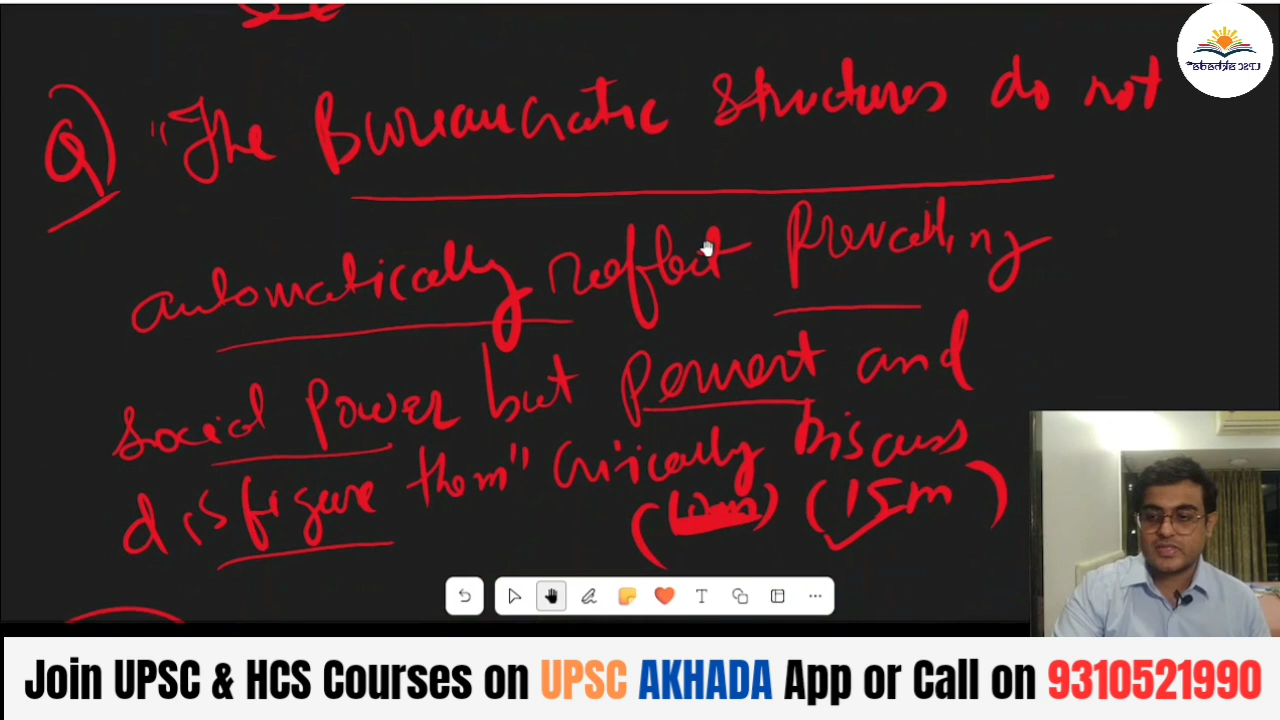 Q) "The Bureaucratic structures do not
automatically reflect prevailing
social power but pervert and
disfigure them" Critically Discuss
(15m)
T
Join UPSC & HCS Courses on UPSC AKHADA App or Call on 9310521990